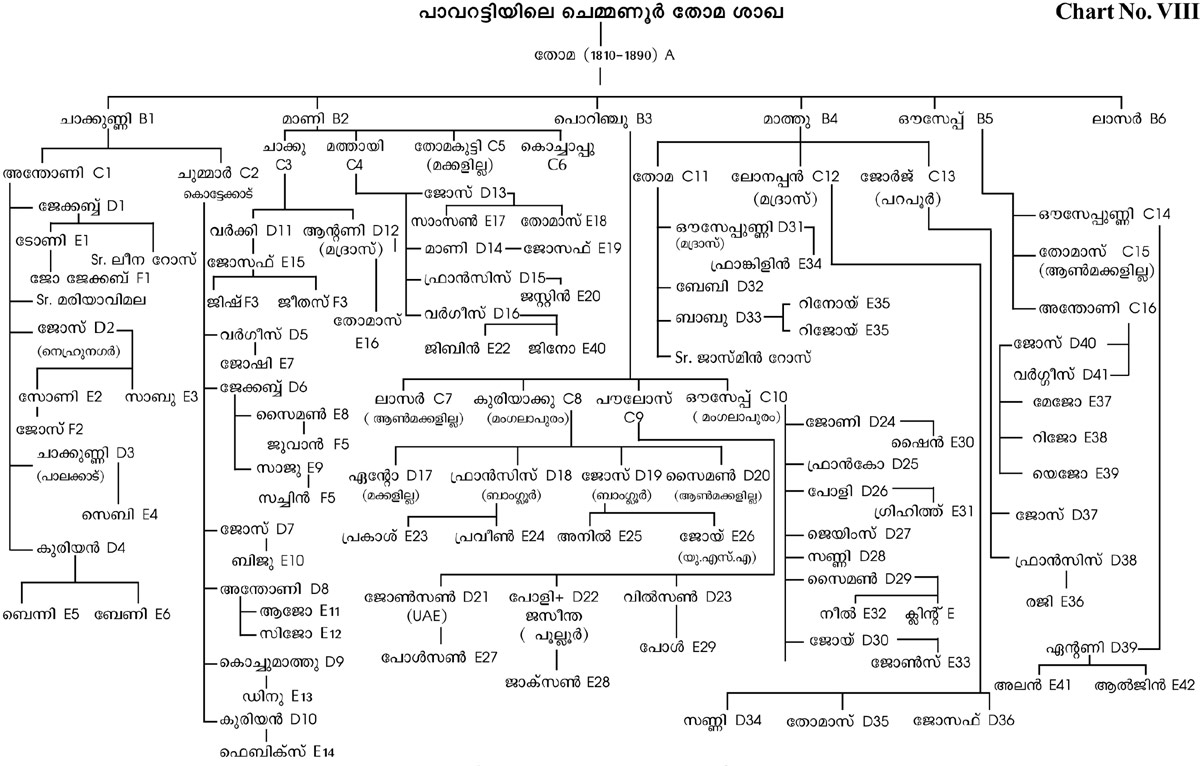 പാവറട്ടിയിലെ ചെമ്മണൂർ തോമ ശാഖ
Chart No. VIII
തോമ (1810-1890) A
ചാക്കുണ്ണി B1
മാണി B2
പൊറിഞ്ചു B3
മാത്തു B4
ഔസേപ്പ് B5
ലാസർ B6
അന്തോണി C1
ചുമ്മാർ C2
കൊട്ടേക്കാട്
ചാക്കു
C3
മത്തായി
C4
തോമകുട്ടി C5
(മക്കളില്ല)
കൊച്ചാപ്പു
C6
തോമ C11
ലോനപ്പൻ C12
(മദ്രാസ്)
ജോർജ് C13
(പറപൂർ)
ജേക്കബ്ബ് D1
ടോണി E1
Sr. ലീന റോസ്
ജോ ജേക്കബ് F1
Sr. മരിയാവിമല
ജോസ് D2
(നെഹ്രുനഗർ)
സോണി E2
സാബു E3
ജോസ് F2
ചാക്കുണ്ണി D3
(പാലക്കാട്)
സെബി E4
കുരിയൻ D4
ബെന്നി E5
ബേണി E6
വർക്കി D11
ആന്റണി D12
(മദ്രാസ്)
ജോസഫ് E15
ജിഷ് F3
ജീതസ് F3
തോമാസ്
E16
വർഗീസ് D5
ജോഷി E7
ജേക്കബ്ബ് D6
സൈമൺ E8
ജൂവാൻ F5
സാജു E9
സച്ചിൻ F5
ജോസ് D7
ബിജു E10
അന്തോണി D8
ആജോ E11
സിജോ E12
കൊച്ചുമാത്തു D9
ഡിനു E13
കുരിയൻ D10
ഫെബിക്സ് E14
ജോസ് D13
സാംസൺ E17
തോമാസ് E18
മാണി D14
ജോസഫ് E19
ഫ്രാൻസിസ് D15
ജസ്റ്റിൻ E20
വർഗീസ് D16
ജിബിൻ E22
ജിനോ E40
ലാസർ C7
(ആൺമക്കളില്ല)
കുരിയാക്കു C8
(മംഗലാപുരം)
പൗലോസ്
C9
ഔസേപ്പ് C10
(മംഗലാപുരം)
ഏന്റോ D17
(മക്കളില്ല)
ഫ്രാൻസിസ് D18
(ബാംഗ്ലൂർ)
ജോസ് D19
(ബാംഗ്ലൂർ)
സൈമൺ D20
(ആൺമക്കളില്ല)
പ്രകാശ് E23
പ്രവീൺ E24
അനിൽ E25
ജോയ് E26
(യു.എസ്.എ)
ജോൺസൺ D21
(UAE)
പോളി+ D22
ജസീന്ത
(പുല്ലൂർ)
വിൽസൺ D23
പോൾസൺ E27
ജാക്സൺ E28
പോൾ E29
ഔസേപ്പുണ്ണി D31
(മദ്രാസ്)
ഫ്രാങ്കിളിൻ E34
ബേബി D32
ബാബു D33
റിനോയ് E35
റിജോയ് E35
Sr. ജാസ്മിൻ റോസ്
ജോണി D24
ഷൈൻ E30
ഫ്രാൻകോ D25
പോളി D26
ഗ്രിഹിത്ത് E31
ജെയിംസ് D27
സണ്ണി D28
സൈമൺ D29
നീൽ E32
ക്ലിന്റ് E
ജോയ് D30
ജോൺസ് E33
സണ്ണി D34
തോമാസ് D35
ജോസഫ് D36
ഔസേപ്പുണ്ണി C14
തോമാസ് C15
(ആൺമക്കളില്ല)
അന്തോണി C16
ജോസ് D40
വർഗ്ഗീസ് D41
മേജോ E37
റിജോ E38
യെജോ E39
ജോസ് D37
ഫ്രാൻസിസ് D38
രജി E36
ഏന്റണി D39
അലൻ E41
ആൽജിൻ E42